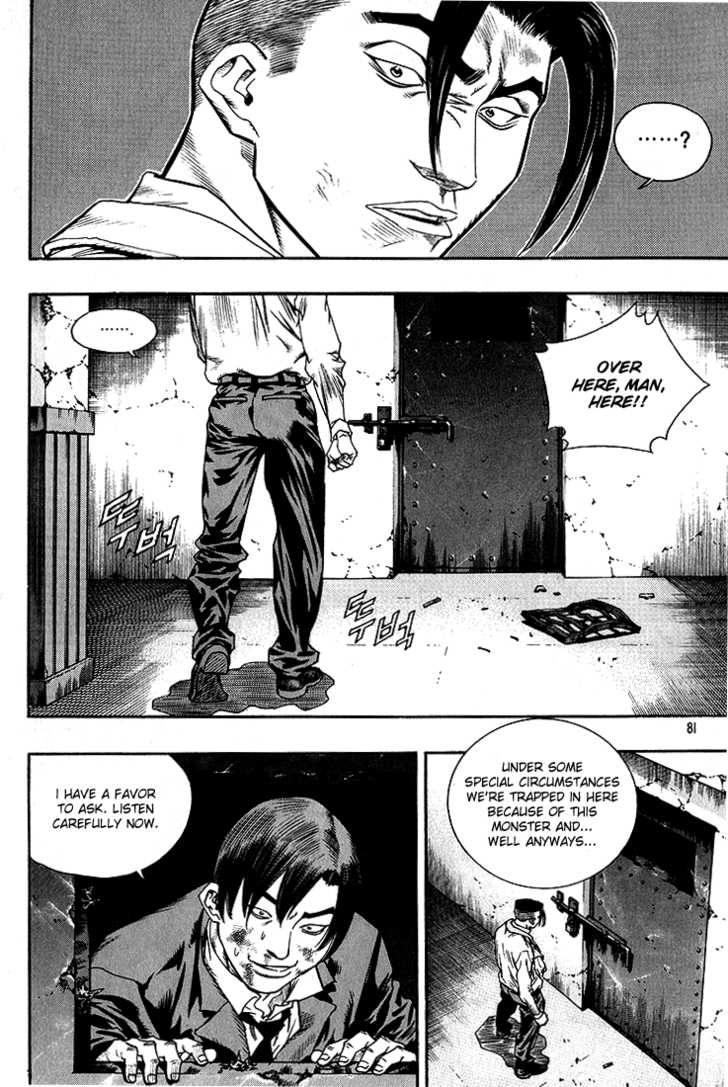 ......?
......
OVER
HERE, MAN,
HERE!!
뚜벅
뚜벅
81
I HAVE A FAVOR
TO ASK. LISTEN
CAREFULLY NOW.
UNDER SOME
SPECIAL CIRCUMSTANCES
WE'RE TRAPPED IN HERE
BECAUSE OF THIS
MONSTER AND...
WELL ANYWAYS...